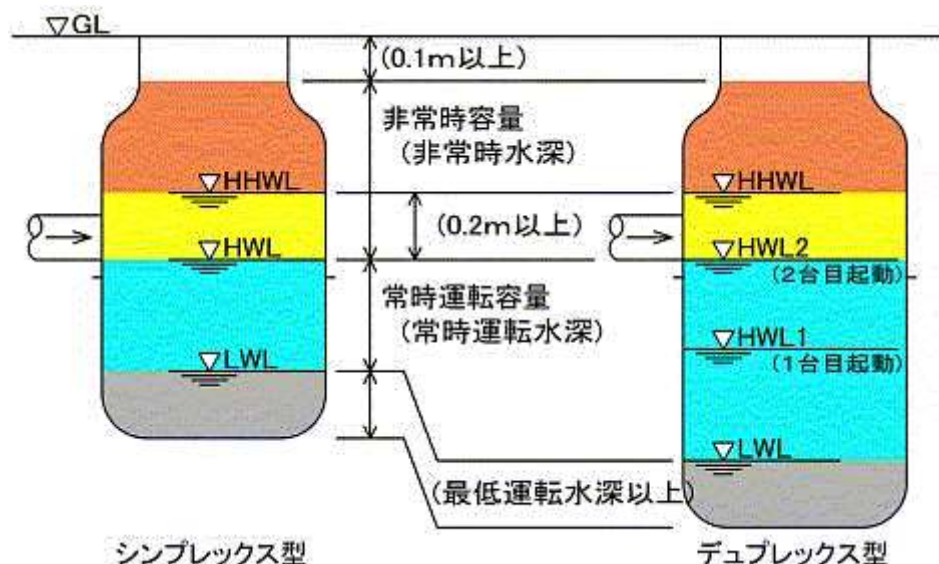 ▽GL
(0.1m以上)
非常時容量
(非常時水深)
▽HHWL
▽HHWL
(0.2m以上)
▽HWL
▽HWL2
(2台目起動)
常時運転容量
(常時運転水深)
▽HWL1
(1台目起動)
▽LWL
▽LWL
(最低運転水深以上)
シンプレックス型
デュプレックス型